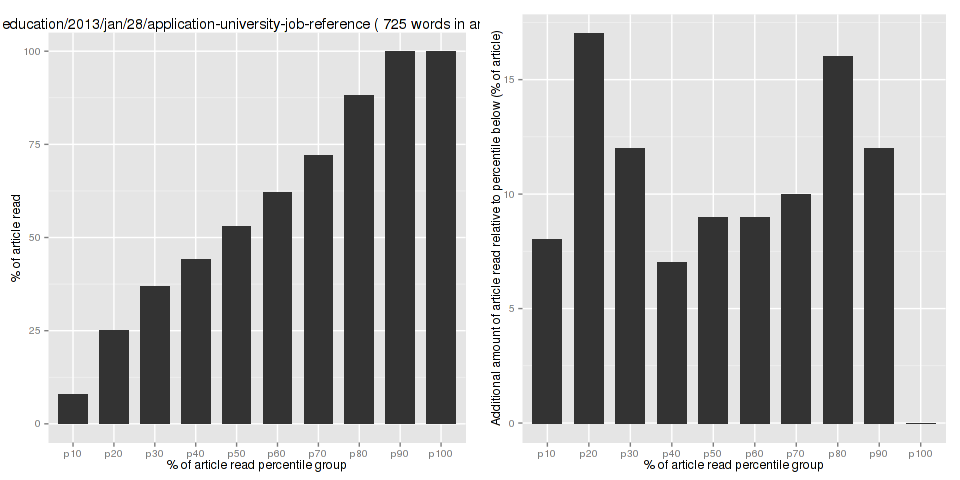 education/2013/jan/28/application-university-job-reference ( 725 words in ar
% of article read
100
75
50
25
0
p10 p20 p30 p40 p50 p60 p70 p80 p90 p100
% of article read percentile group
Additional amount of article read relative to percentile below (% of article)
15
10
5
0
p10 p20 p30 p40 p50 p60 p70 p80 p90 p100
% of article read percentile group